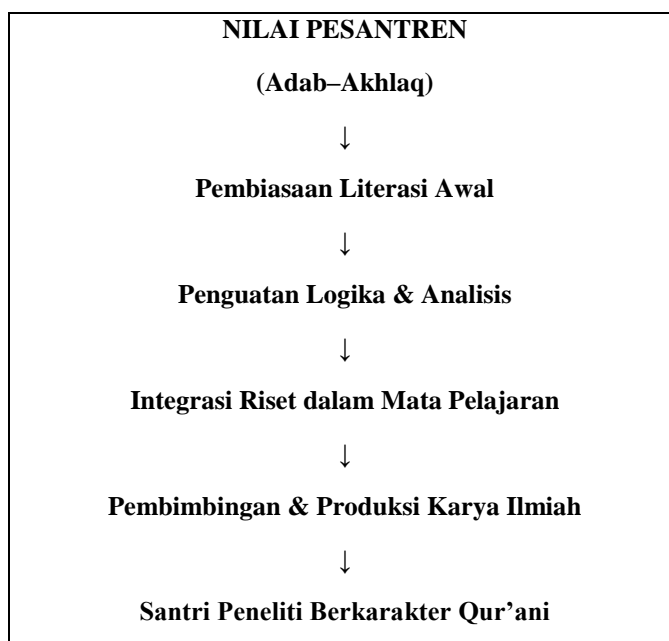 NILAI PESANTREN
(Adab–Akhlaq)
↓
Pembiasaan Literasi Awal
↓
Penguatan Logika & Analisis
↓
Integrasi Riset dalam Mata Pelajaran
↓
Pembimbingan & Produksi Karya Ilmiah
↓
Santri Peneliti Berkarakter Qur’ani